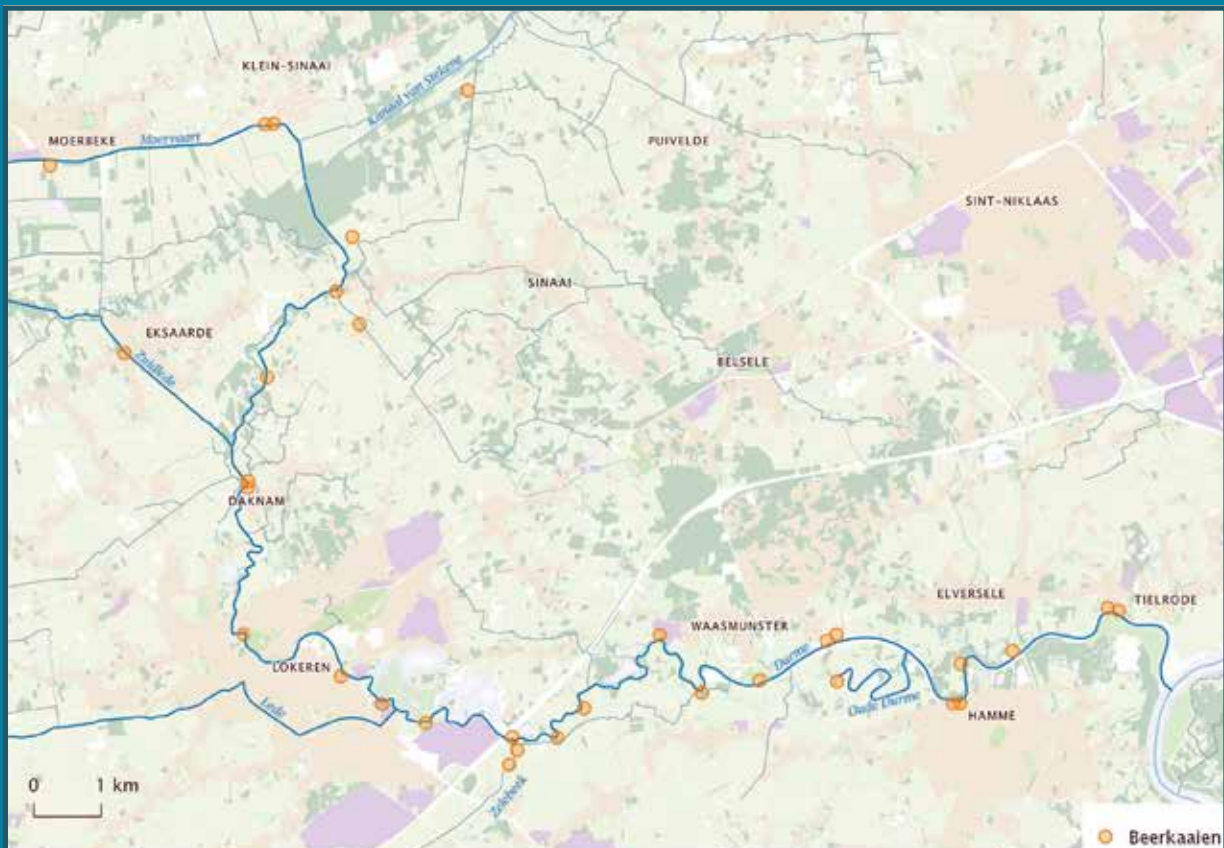 KLEIN-SINAAI
Kanaal van Stekene
MOERBEKE
Moervaart
PUIVELDE
SINT-NIKLAAS
SINAAI
EKSAARDE
Zuidlede
BELSELE
DAKNAM
ELVERSELE
TIELRODE
WAASMUNSTER
LOKEREN
Durme
Lede
Oude Durme
HAMME
Zelebeek
0 1 km
Beerkaaien